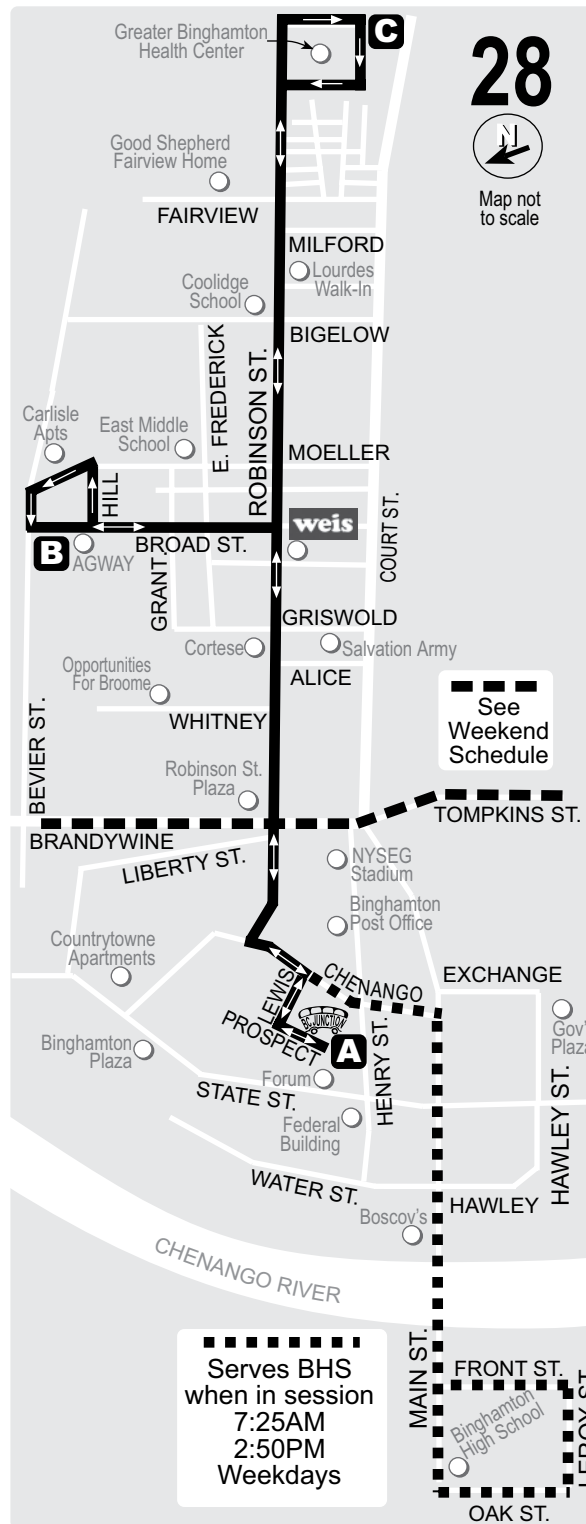 28
N
Map not
to scale
Greater Binghamton
Health Center
C
Good Shepherd
Fairview Home
FAIRVIEW
MILFORD
Lourdes
Walk-In
Coolidge
School
BIGELOW
E. FREDERICK
ROBINSON ST.
Carlisle
Apts
East Middle
School
MOELLER
HILL
weis
COURT ST.
B
AGWAY
BROAD ST.
GRANT
GRISWOLD
Cortese
Salvation Army
Opportunities
For Broome
ALICE
WHITNEY
See
Weekend
Schedule
BEVIER ST.
Robinson St.
Plaza
TOMPKINS ST.
BRANDYWINE
LIBERTY ST.
NYSEG
Stadium
Binghamton
Post Office
Countrytowne
Apartments
CHENANGO
EXCHANGE
LEWIS
BC JUNCTION
PROSPECT
A
Gov'
Plaza
Binghamton
Plaza
Forum
HENRY ST.
STATE ST.
Federal
Building
HAWLEY ST.
WATER ST.
HAWLEY
Boscov's
CHENANGO RIVER
MAIN ST.
Serves BHS
when in session
7:25AM
2:50PM
Weekdays
FRONT ST.
LEROY ST.
Binghamton
High School
OAK ST.